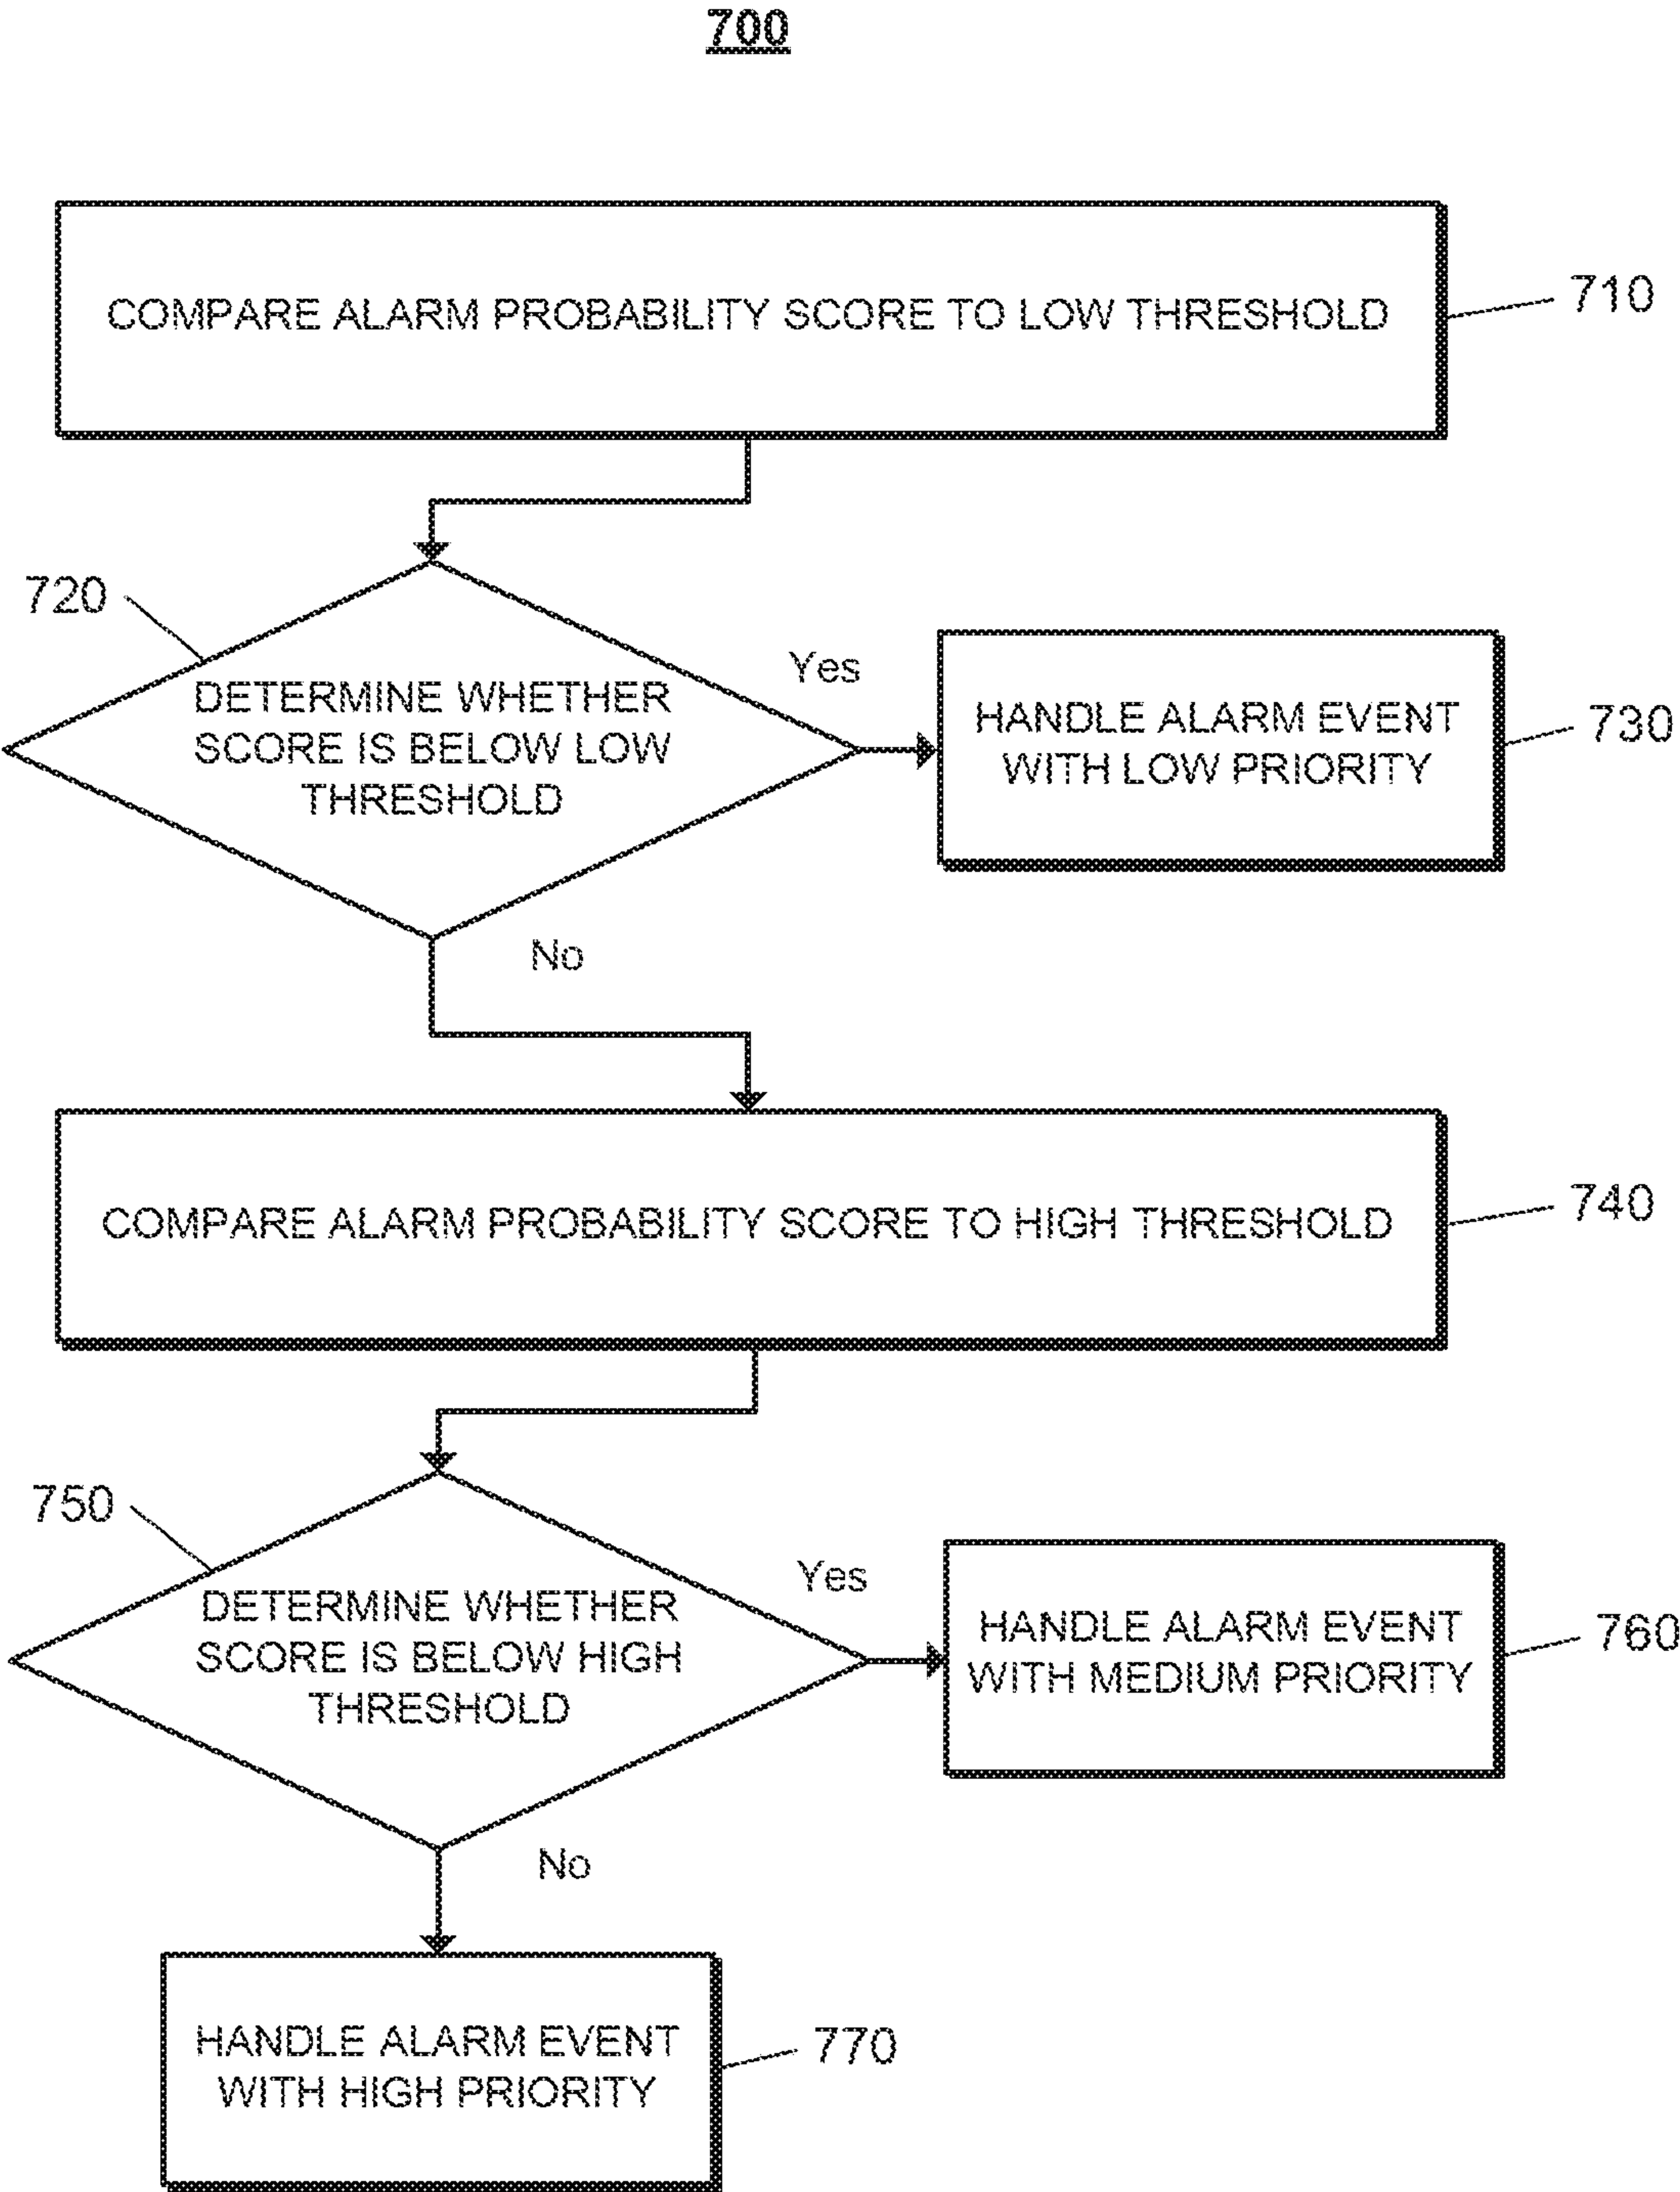 700
COMPARE ALARM PROBABILITY SCORE TO LOW THRESHOLD
710
720
DETERMINE WHETHER
SCORE IS BELOW LOW
THRESHOLD
Yes
HANDLE ALARM EVENT
WITH LOW PRIORITY
730
No
COMPARE ALARM PROBABILITY SCORE TO HIGH THRESHOLD
740
750
DETERMINE WHETHER
SCORE IS BELOW HIGH
THRESHOLD
Yes
HANDLE ALARM EVENT
WITH MEDIUM PRIORITY
760
No
HANDLE ALARM EVENT
WITH HIGH PRIORITY
770